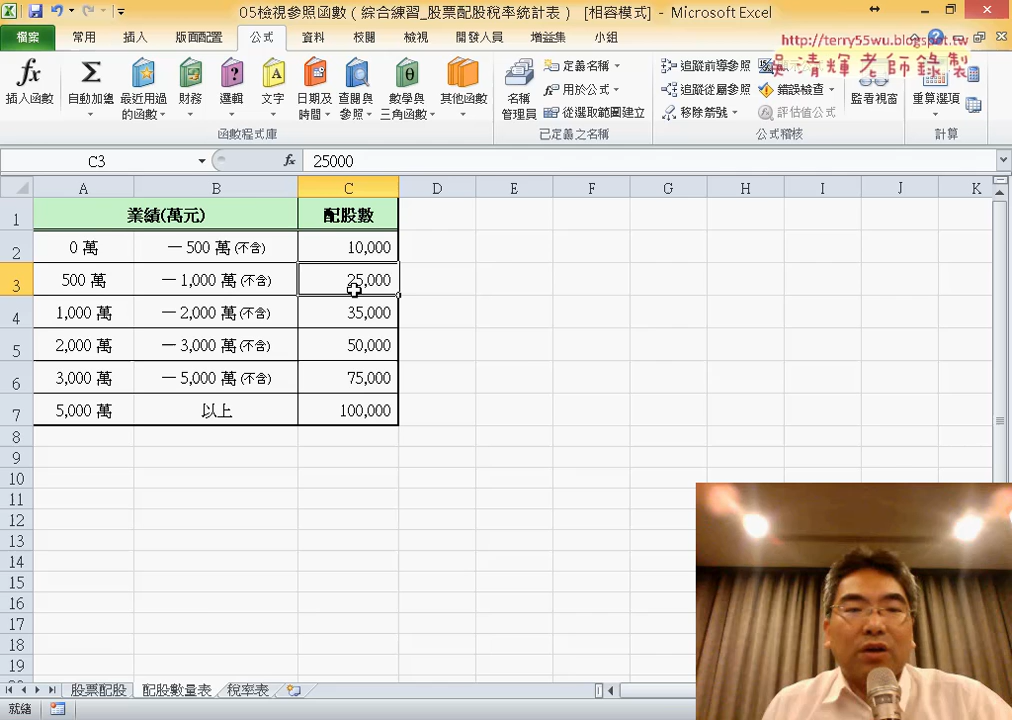 05檢視參照函數(綜合練習_股票配股稅率統計表) [相容模式] - Microsoft Excel
檔案 常用 插入 版面配置 公式 資料 校閱 檢視 開發人員 增益集 小組
http://terry55wu.blogspot.tw
吳清輝老師錄製
插入函數 自動加總 最近用過的函數 財務 邏輯 文字 日期及時間 查閱與參照 數學與三角函數 其他函數
函數程式庫
名稱管理員 定義名稱 用於公式 從選取範圍建立
已定義之名稱
追蹤前導參照 追蹤從屬參照 移除箭號 錯誤檢查 評估值公式 監看視窗
公式稽核
重算選項
計算
C3 fx 25000
A B C D E F G H I J K
1 業績(萬元) 配股數
2 0 萬 一 500 萬 (不含) 10,000
3 500 萬 一 1,000 萬 (不含) 25,000
4 1,000 萬 一 2,000 萬 (不含) 35,000
5 2,000 萬 一 3,000 萬 (不含) 50,000
6 3,000 萬 一 5,000 萬 (不含) 75,000
7 5,000 萬 以上 100,000
8
9
10
11
12
13
14
15
16
17
18
19
股票配股 配股數量表 稅率表
就緒